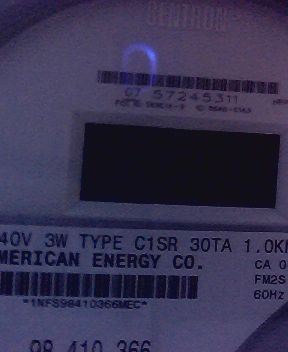 CENTRON
07 57245311
40V 3W TYPE C1SR 30TA 1.0K
MERICAN ENERGY CO.
CA 0
FM2S
60Hz
*1NFS98410366MEC*
98 410 366